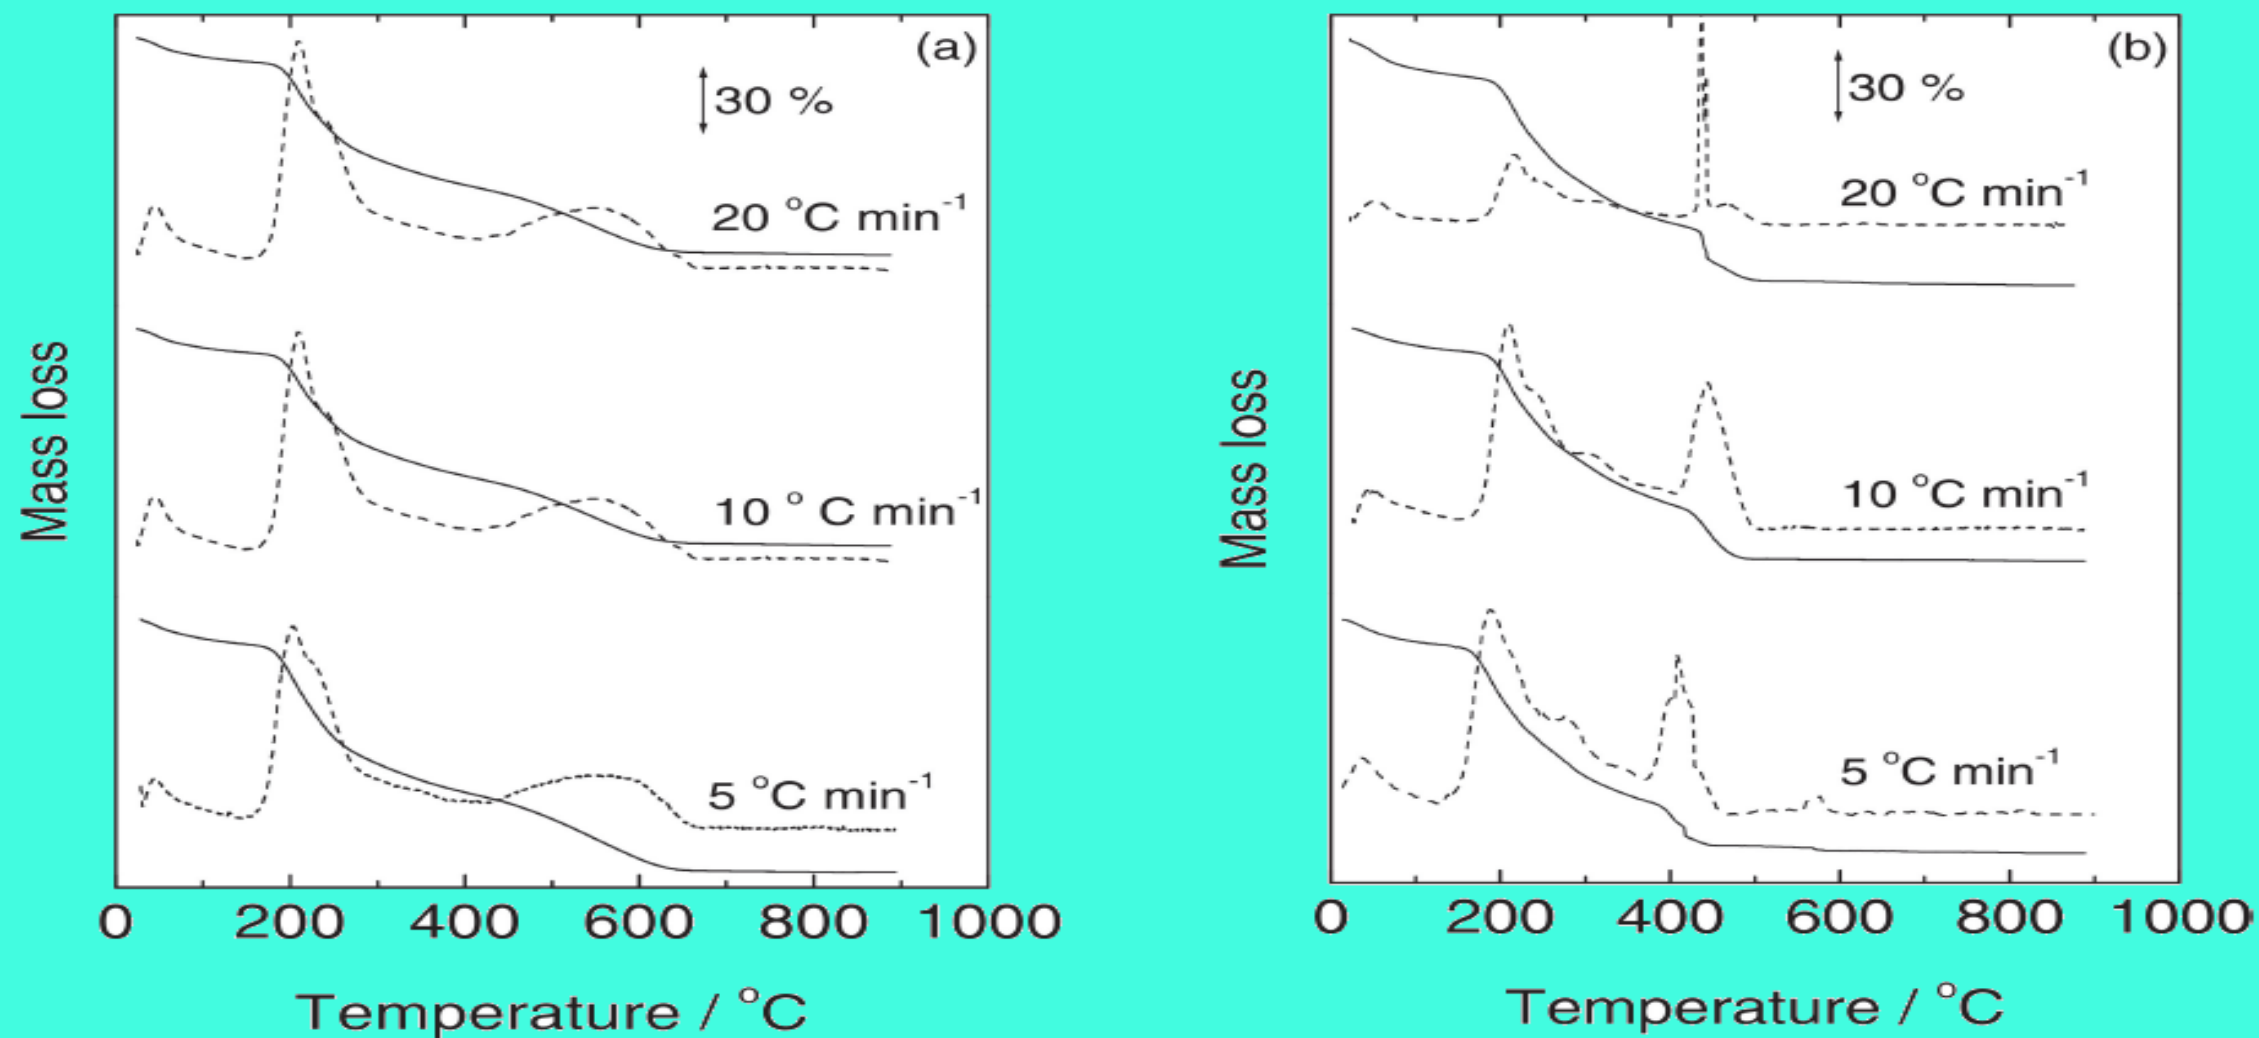 (a)
30 %
20 °C min-1
10 ° C min-1
5 °C min-1
Mass loss
0 200 400 600 800 1000
Temperature / °C
(b)
30 %
20 °C min-1
10 °C min-1
5 °C min-1
Mass loss
0 200 400 600 800 1000
Temperature / °C